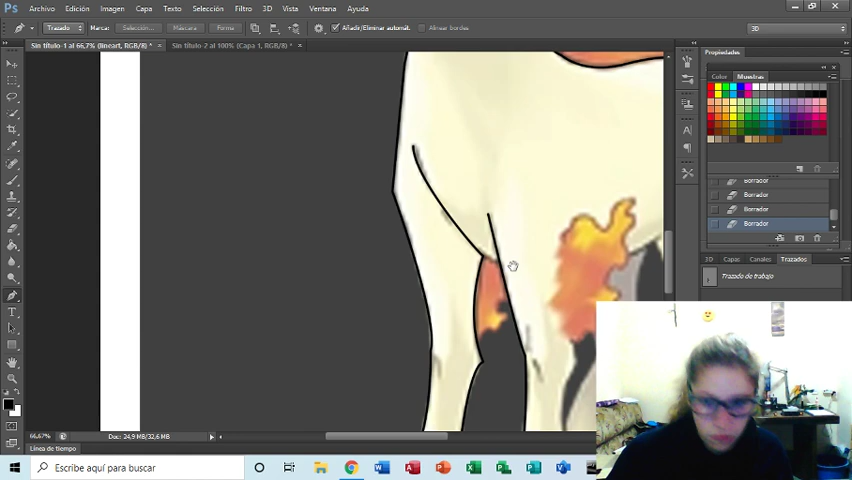 Ps Archivo Edición Imagen Capa Texto Selección Filtro 3D Vista Ventana Ayuda
Trazado Marca: Selección... Máscara Forma Añadir/Eliminar automát. Alinear bordes 3D
Sin título-1 al 66,7% (lineart, RGB/8) * × Sin título-2 al 100% (Capa 1, RGB/8) * ×
Propiedades
Color Muestras
Borrador
Borrador
Borrador
Borrador
3D Capas Canales Trazados
Trazado de trabajo
66,67% Doc: 24,9 MB/32,6 MB
Línea de tiempo
Escribe aquí para buscar